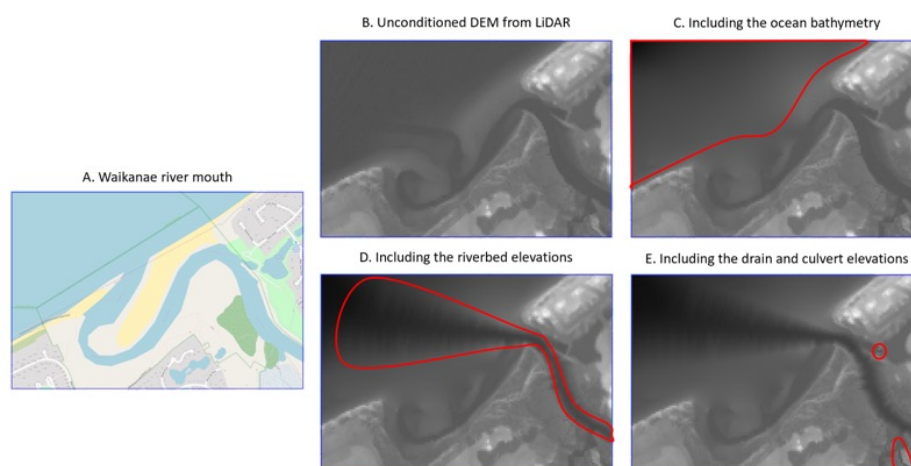 B. Unconditioned DEM from LiDAR
C. Including the ocean bathymetry
A. Waikanae river mouth
D. Including the riverbed elevations
E. Including the drain and culvert elevations